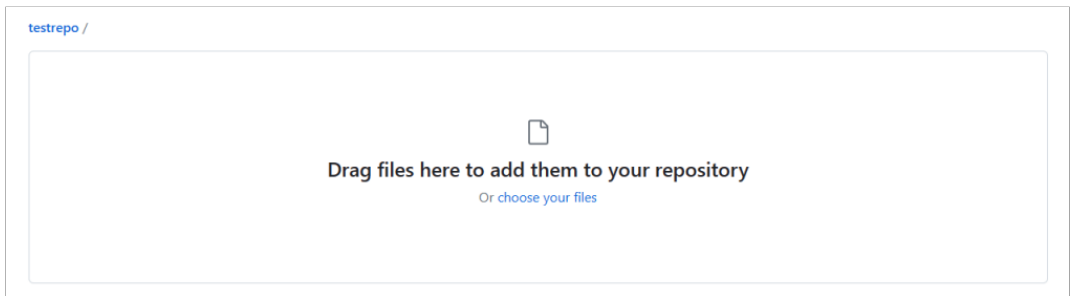 testrepo /
Drag files here to add them to your repository
Or choose your files